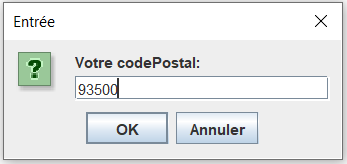 Entrée
Votre codePostal:
93500
OK
Annuler